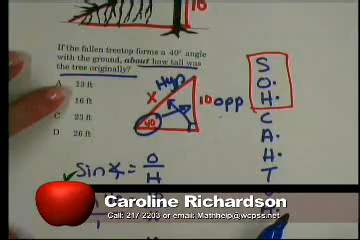 10
If the fallen treetop forms a 40° angle
with the ground, about how tall was
the tree originally?
A 13 ft
B 16 ft
C 23 ft
D 26 ft
Hyp
X
10 opp
40
S
O.
H.
C
A.
H.
T
Sin X = O
H
Caroline Richardson
Call: 217-2203 or email: Mathhelp@wcpss.net